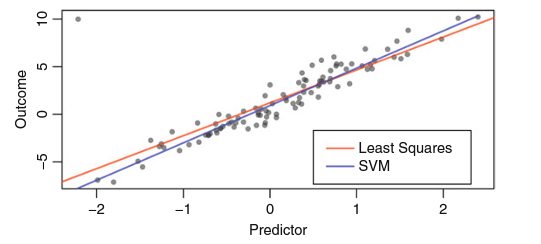 10
5
0
−5
Outcome
Least Squares
SVM
−2 −1 0 1 2
Predictor